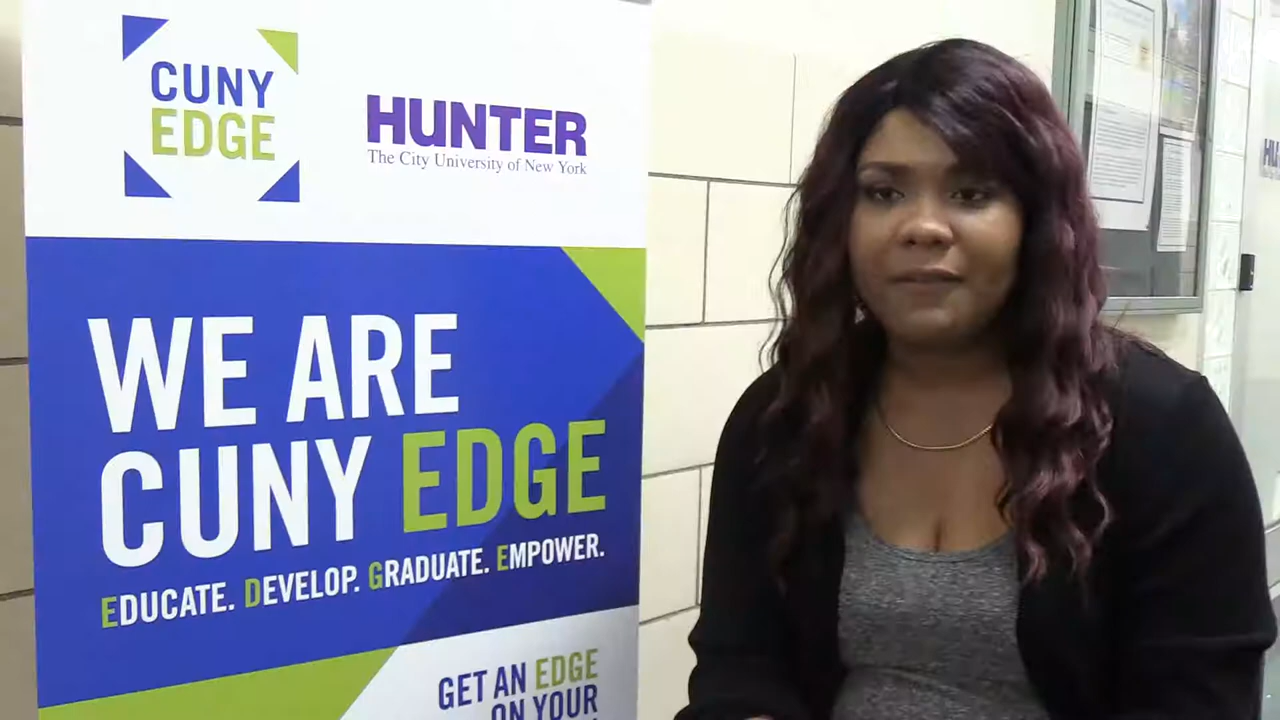 CUNY
EDGE
HUNTER
The City University of New York
WE ARE
CUNY EDGE
EDUCATE. DEVELOP. GRADUATE. EMPOWER.
GET AN EDGE
ON YOUR